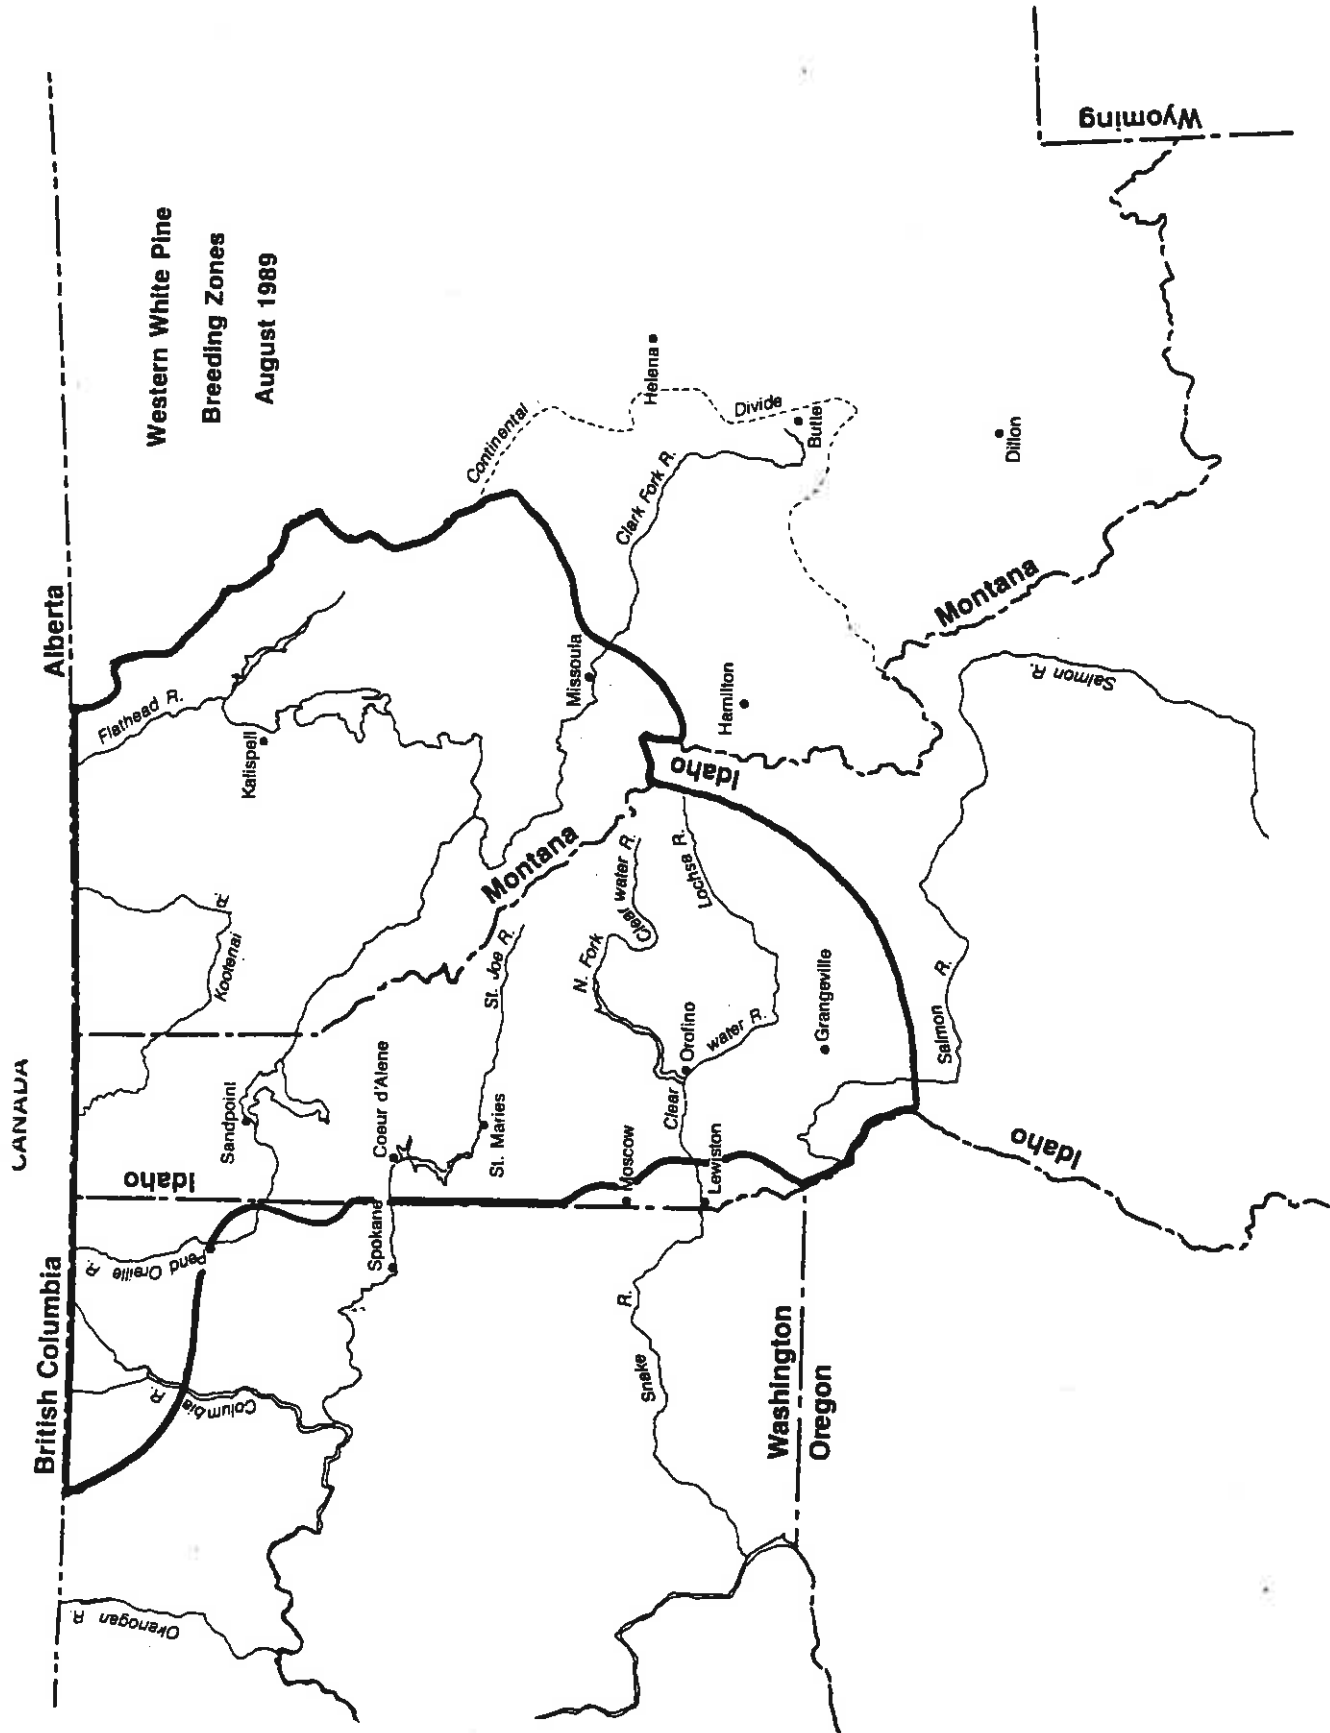 CANADA
British Columbia
Alberta
Western White Pine
Breeding Zones
August 1989
Okanogan R.
Columbia R.
Pend Oreille R.
Idaho
Kootenai R.
Flathead R.
Sandpoint
Kalispell
Spokane
Coeur d'Alene
St. Maries
St. Joe R.
Montana
Continental
Divide
Helena
Missoula
Clark Fork R.
Butte
Snake R.
Moscow
Lewiston
Clear
water R.
Orofino
N. Fork
Clear water R.
Lochsa R.
Idaho
Hamilton
Grangeville
Washington
Oregon
Salmon R.
Salmon R.
Montana
Dillon
Idaho
Wyoming